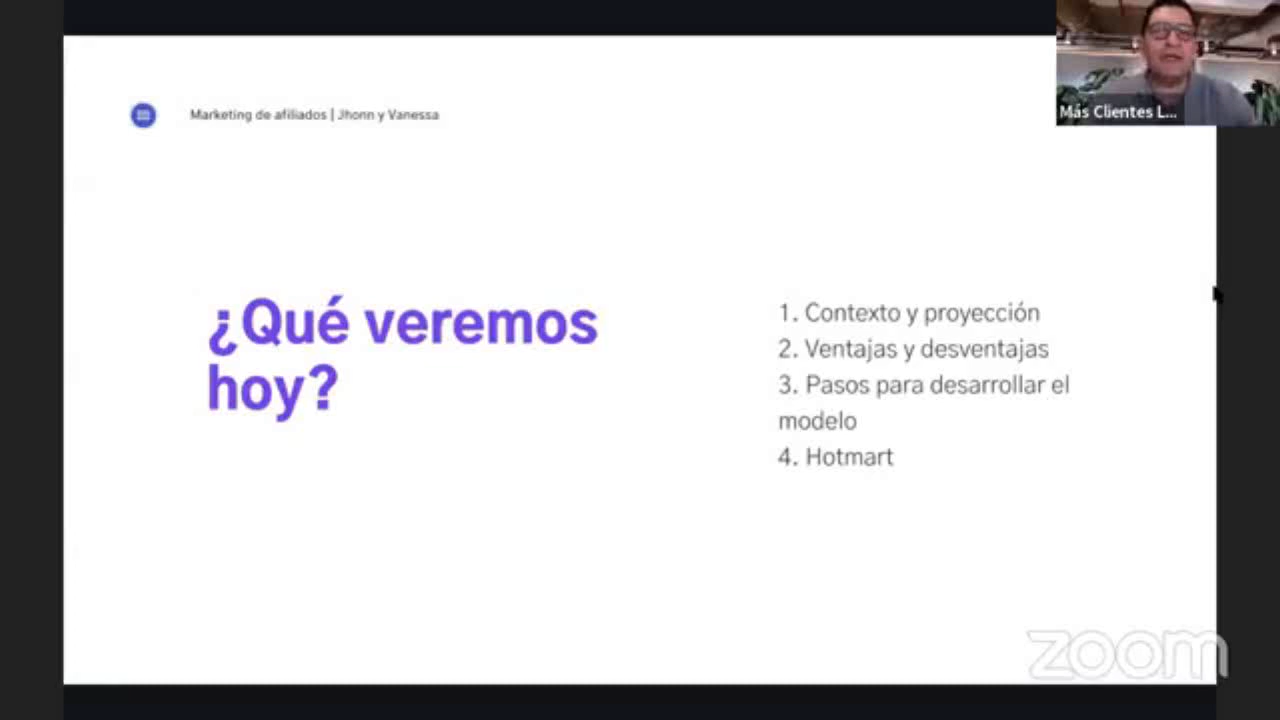 Marketing de afiliados | Jhonn y Vanessa
Más Clientes L...
¿Qué veremos
hoy?
1. Contexto y proyección
2. Ventajas y desventajas
3. Pasos para desarrollar el
modelo
4. Hotmart
zoom